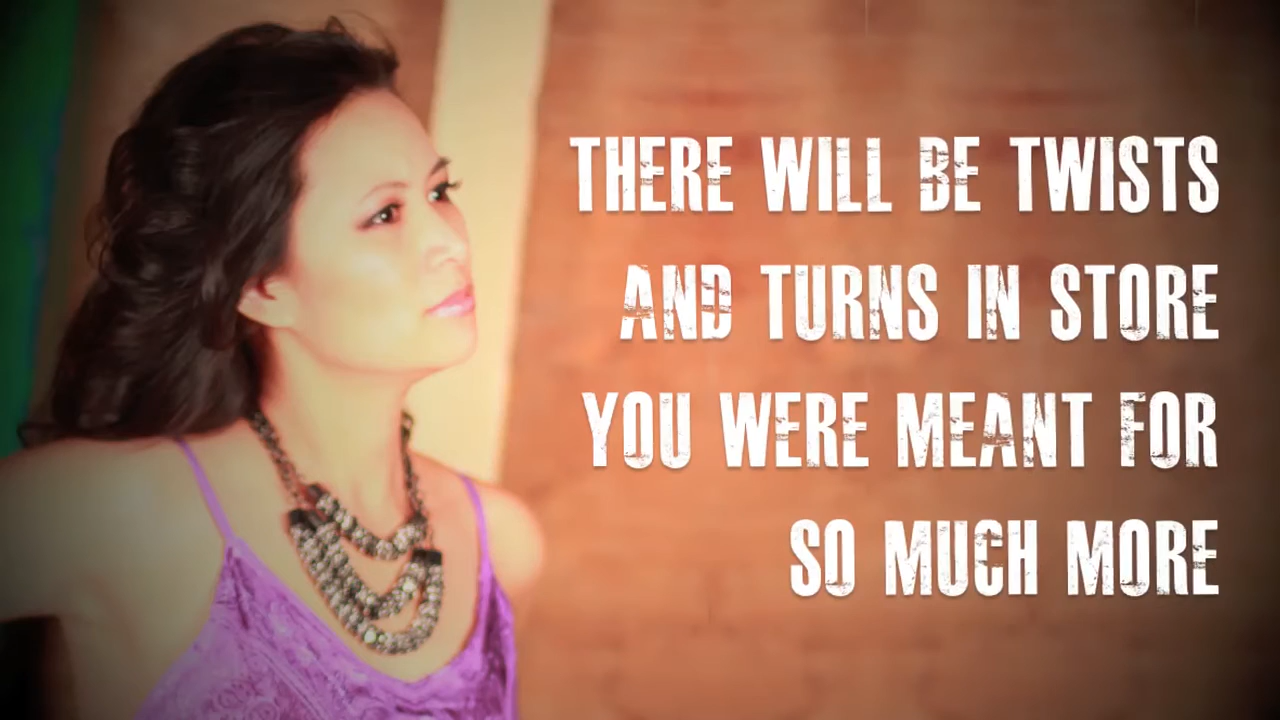 THERE WILL BE TWISTS
AND TURNS IN STORE
YOU WERE MEANT FOR
SO MUCH MORE